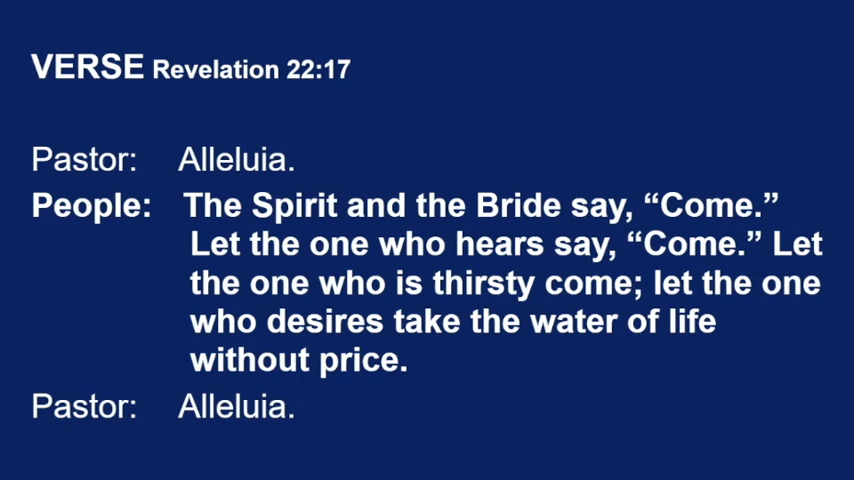 VERSE Revelation 22:17
Pastor: Alleluia.
People: The Spirit and the Bride say, “Come.”
Let the one who hears say, “Come.” Let
the one who is thirsty come; let the one
who desires take the water of life
without price.
Pastor: Alleluia.